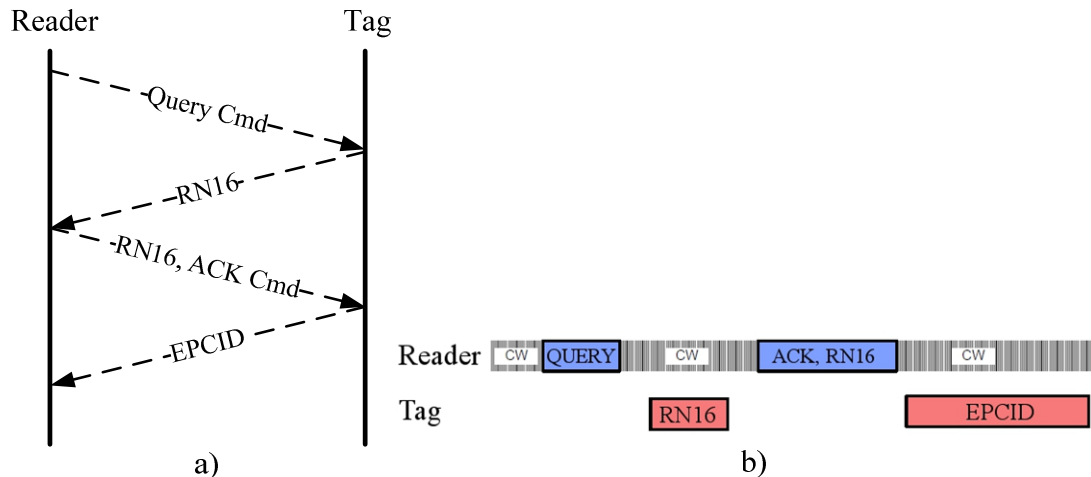 Reader
Tag
Query Cmd
RN16
RN16, ACK Cmd
EPCID
a)
Reader CW QUERY CW ACK, RN16 CW
Tag RN16 EPCID
b)